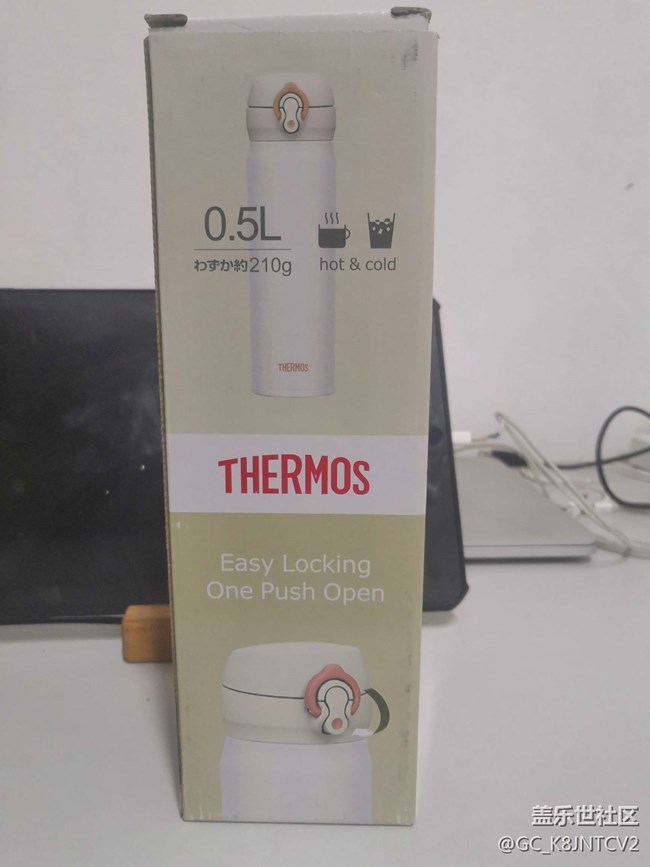 0.5L
わずか約210g
hot & cold
THERMOS
THERMOS
Easy Locking
One Push Open
盖乐世社区
@GC_K8JNTCV2